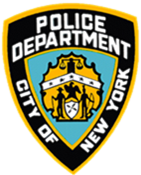 POLICE
DEPARTMENT
CITY OF
NEW YORK